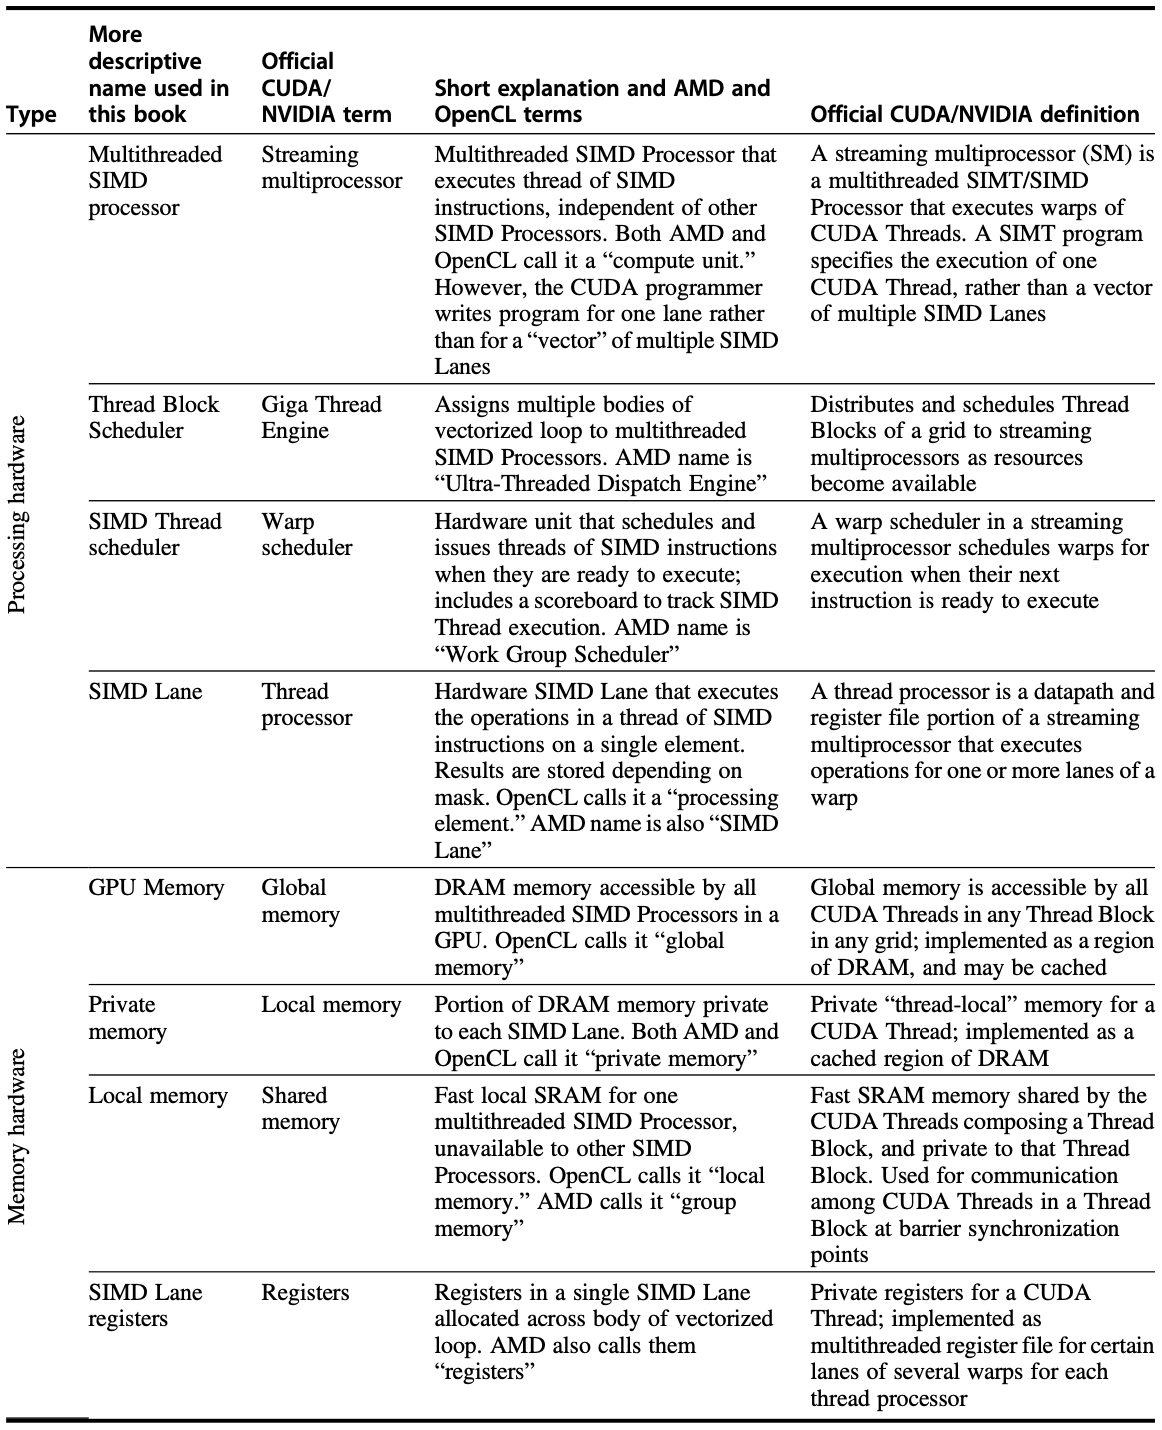 Type
More
descriptive
name used in
this book
Official
CUDA/
NVIDIA term
Short explanation and AMD and
OpenCL terms
Official CUDA/NVIDIA definition
Processing hardware
Multithreaded
SIMD
processor
Streaming
multiprocessor
Multithreaded SIMD Processor that
executes thread of SIMD
instructions, independent of other
SIMD Processors. Both AMD and
OpenCL call it a “compute unit.”
However, the CUDA programmer
writes program for one lane rather
than for a “vector” of multiple SIMD
Lanes
A streaming multiprocessor (SM) is
a multithreaded SIMT/SIMD
Processor that executes warps of
CUDA Threads. A SIMT program
specifies the execution of one
CUDA Thread, rather than a vector
of multiple SIMD Lanes
Thread Block
Scheduler
Giga Thread
Engine
Assigns multiple bodies of
vectorized loop to multithreaded
SIMD Processors. AMD name is
“Ultra-Threaded Dispatch Engine”
Distributes and schedules Thread
Blocks of a grid to streaming
multiprocessors as resources
become available
SIMD Thread
scheduler
Warp
scheduler
Hardware unit that schedules and
issues threads of SIMD instructions
when they are ready to execute;
includes a scoreboard to track SIMD
Thread execution. AMD name is
“Work Group Scheduler”
A warp scheduler in a streaming
multiprocessor schedules warps for
execution when their next
instruction is ready to execute
SIMD Lane
Thread
processor
Hardware SIMD Lane that executes
the operations in a thread of SIMD
instructions on a single element.
Results are stored depending on
mask. OpenCL calls it a “processing
element.” AMD name is also “SIMD
Lane”
A thread processor is a datapath and
register file portion of a streaming
multiprocessor that executes
operations for one or more lanes of a
warp
Memory hardware
GPU Memory
Global
memory
DRAM memory accessible by all
multithreaded SIMD Processors in a
GPU. OpenCL calls it “global
memory”
Global memory is accessible by all
CUDA Threads in any Thread Block
in any grid; implemented as a region
of DRAM, and may be cached
Private
memory
Local memory
Portion of DRAM memory private
to each SIMD Lane. Both AMD and
OpenCL call it “private memory”
Private “thread-local” memory for a
CUDA Thread; implemented as a
cached region of DRAM
Local memory
Shared
memory
Fast local SRAM for one
multithreaded SIMD Processor,
unavailable to other SIMD
Processors. OpenCL calls it “local
memory.” AMD calls it “group
memory”
Fast SRAM memory shared by the
CUDA Threads composing a Thread
Block, and private to that Thread
Block. Used for communication
among CUDA Threads in a Thread
Block at barrier synchronization
points
SIMD Lane
registers
Registers
Registers in a single SIMD Lane
allocated across body of vectorized
loop. AMD also calls them
“registers”
Private registers for a CUDA
Thread; implemented as
multithreaded register file for certain
lanes of several warps for each
thread processor